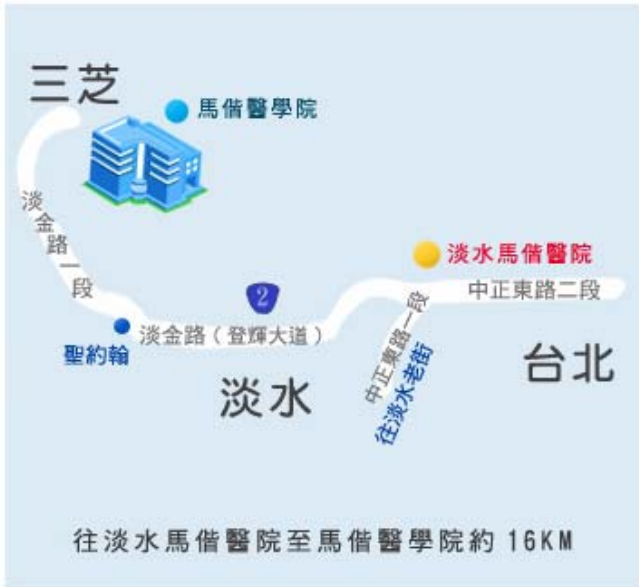 三芝
馬偕醫學院
淡金路一段
淡水馬偕醫院
中正東路二段
2
淡金路（登輝大道）
聖約翰
中正東路一段
往淡水老街
台北
淡水
往淡水馬偕醫院至馬偕醫學院約 16KM